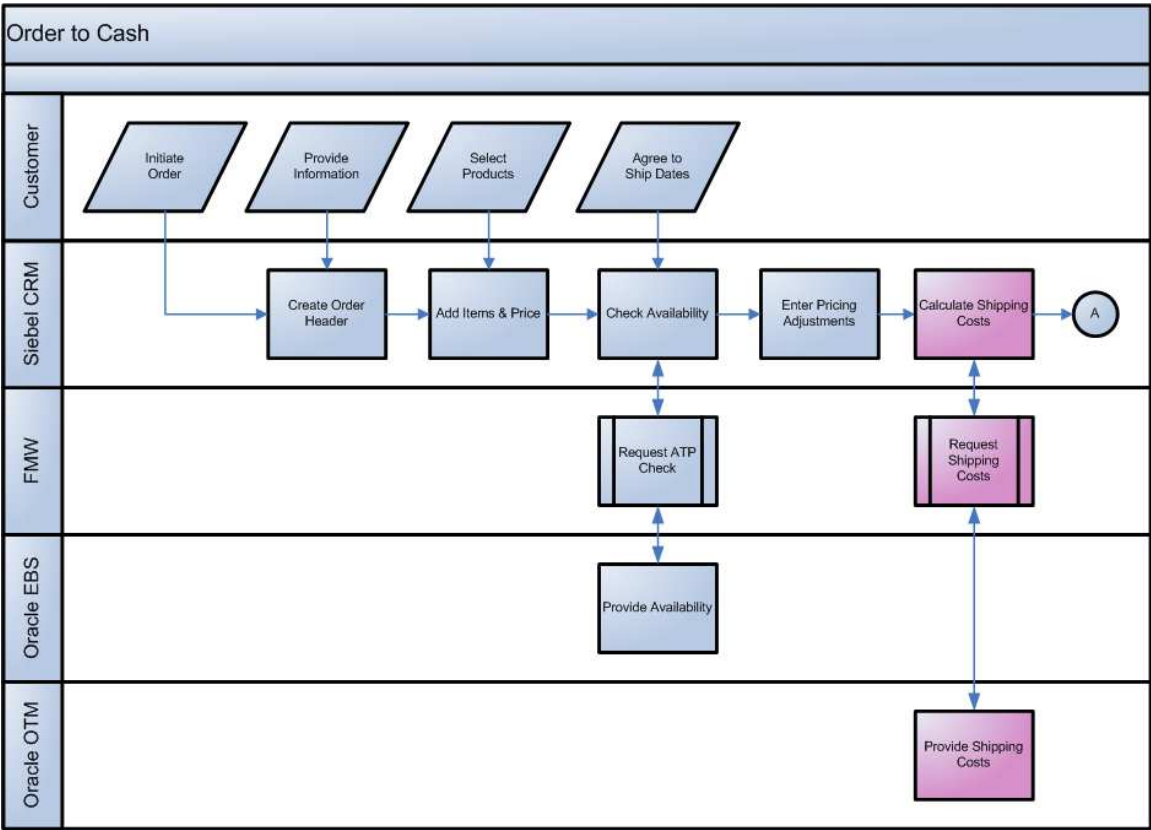 Order to Cash
Customer
Initiate
Order
Provide
Information
Select
Products
Agree to
Ship Dates
Siebel CRM
Create Order
Header
Add Items & Price
Check Availability
Enter Pricing
Adjustments
Calculate Shipping
Costs
A
FMW
Request ATP
Check
Request
Shipping
Costs
Oracle EBS
Provide Availability
Oracle OTM
Provide Shipping
Costs